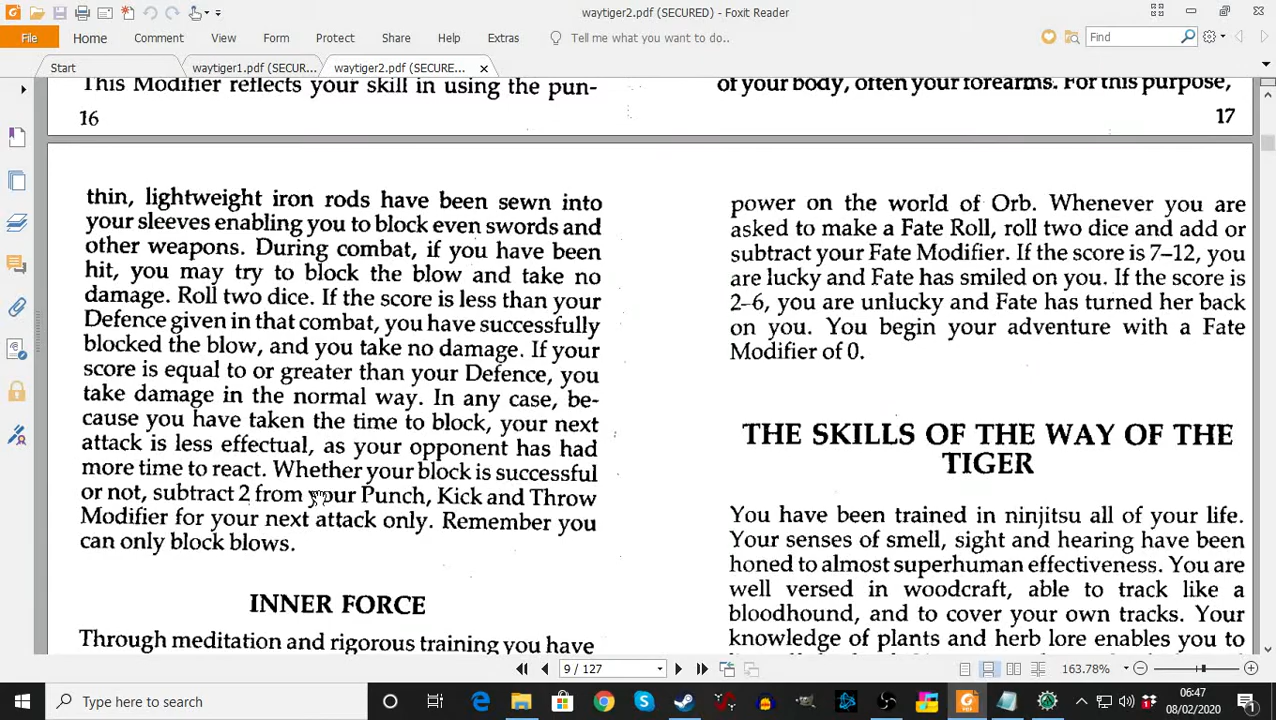 waytiger2.pdf (SECURED) - Foxit Reader
File
Home
Comment
View
Form
Protect
Share
Help
Extras
Tell me what you want to do..
Find
Start
waytiger1.pdf (SECUR...
waytiger2.pdf (SECURE...
This Modifier reflects your skill in using the pun-
16
of your body, often your forearms. For this purpose,
17
thin, lightweight iron rods have been sewn into
your sleeves enabling you to block even swords and
other weapons. During combat, if you have been
hit, you may try to block the blow and take no
damage. Roll two dice. If the score is less than your
Defence given in that combat, you have successfully
blocked the blow, and you take no damage. If your
score is equal to or greater than your Defence, you
take damage in the normal way. In any case, be-
cause you have taken the time to block, your next
attack is less effectual, as your opponent has had
more time to react. Whether your block is successful
or not, subtract 2 from your Punch, Kick and Throw
Modifier for your next attack only. Remember you
can only block blows.
INNER FORCE
Through meditation and rigorous training you have
power on the world of Orb. Whenever you are
asked to make a Fate Roll, roll two dice and add or
subtract your Fate Modifier. If the score is 7–12, you
are lucky and Fate has smiled on you. If the score is
2–6, you are unlucky and Fate has turned her back
on you. You begin your adventure with a Fate
Modifier of 0.
THE SKILLS OF THE WAY OF THE
TIGER
You have been trained in ninjitsu all of your life.
Your senses of smell, sight and hearing have been
honed to almost superhuman effectiveness. You are
well versed in woodcraft, able to track like a
bloodhound, and to cover your own tracks. Your
knowledge of plants and herb lore enables you to
9 / 127
163.78%
Type here to search
06:47
08/02/2020